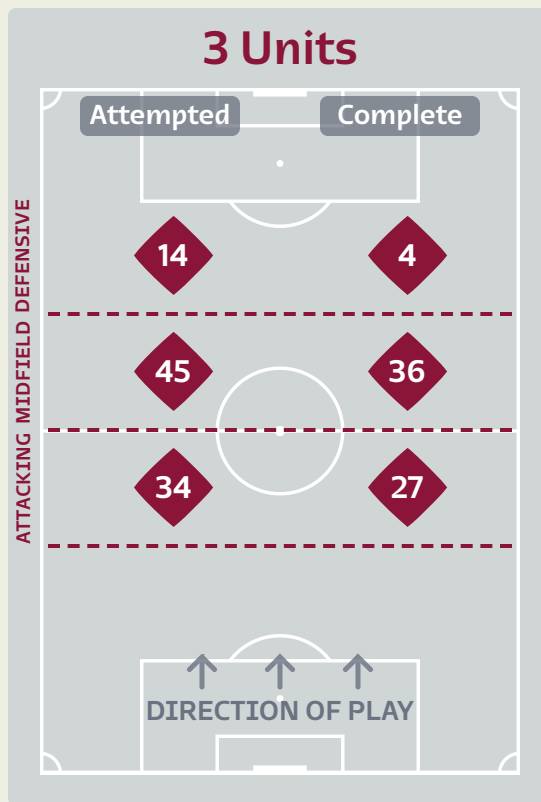 3 Units
Attempted Complete
ATTACKING MIDFIELD DEFENSIVE
14 4
45 36
34 27
DIRECTION OF PLAY